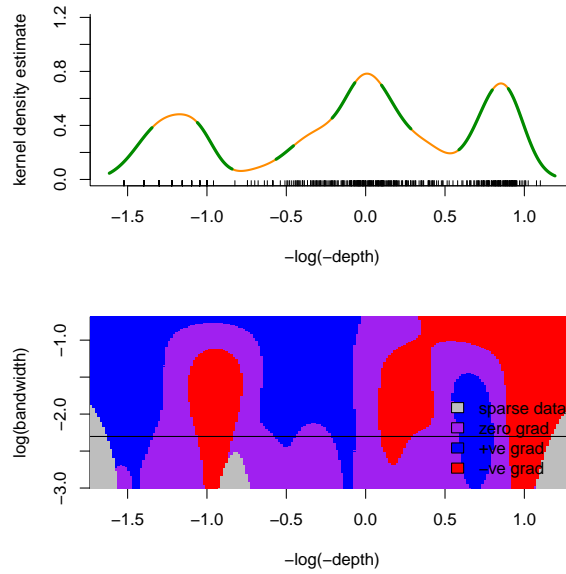 kernel density estimate
1.2
0.8
0.4
0.0
−1.5 −1.0 −0.5 0.0 0.5 1.0
−log(−depth)
log(bandwidth)
−1.0
−2.0
−3.0
sparse data
zero grad
+ve grad
−ve grad
−1.5 −1.0 −0.5 0.0 0.5 1.0
−log(−depth)